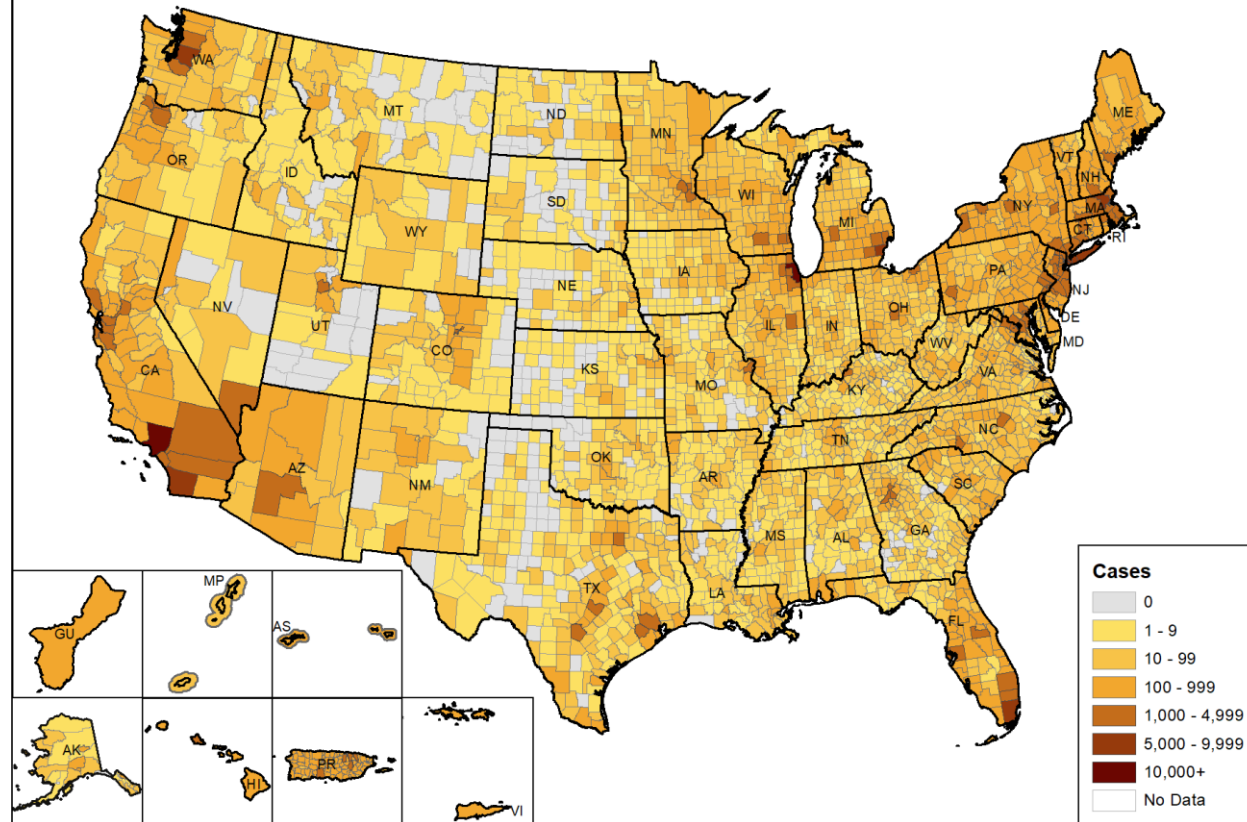 WA
MT
ND
MN
ME
OR
ID
SD
WI
VT
NH
NY
MA
MI
WY
CT
RI
IA
PA
NE
NJ
NV
UT
OH
IL
IN
DE
CO
MD
WV
CA
KS
MO
VA
KY
NC
OK
TN
AZ
AR
NM
SC
MS
AL
GA
TX
LA
FL
GU
MP
AS
AK
HI
PR
VI
Cases
0
1 - 9
10 - 99
100 - 999
1,000 - 4,999
5,000 - 9,999
10,000+
No Data